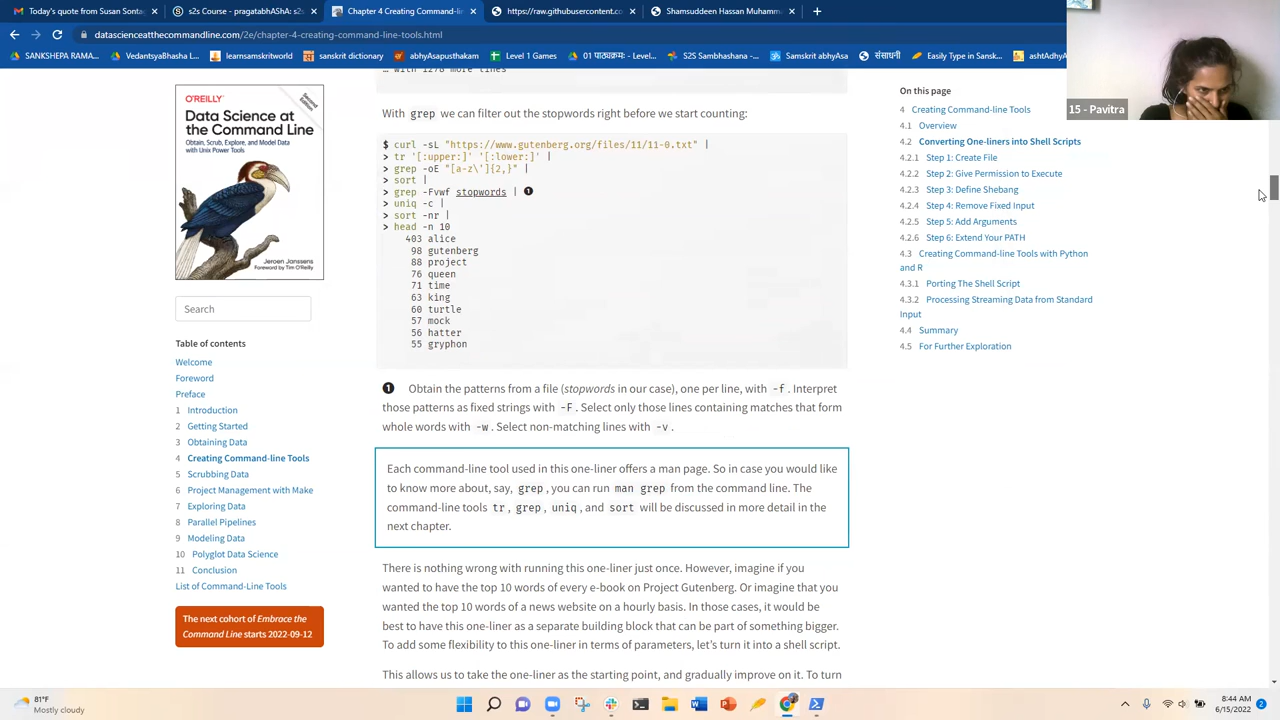 Today's quote from Susan Sontag
s2s
Chapter 4 Creating Command-lin
https://raw.githubusercontent.co
Shamsuddeen Hassan Muhamm
datascienceatthecommandline.com/2e/chapter-4-creating-command-line-tools.html
SANKSHEPA RAMA...
VedantsyaBhasha L...
learnsamskritworld
sanskrit dictionary
abhyAsapusthakam
Level 1 Games
01 पाठ्यक्रमः - Level...
S2S Sambhashana -...
Samskrit Abhyasa
संसाधनी
Easily Type in Sansk...
ashtAdhy
15 - Pavitra
… with 1278 more lines
With grep we can filter out the stopwords right before we start counting:
$ curl -sL "https://www.gutenberg.org/files/11/11-0.txt" |
> tr '[:upper:]' '[:lower:]' |
> grep -oE "[a-z\']{2,}" |
> sort |
> grep -Fvwf stopwords | 1
> uniq -c |
> sort -nr |
> head -n 10
403 alice
98 gutenberg
88 project
76 queen
71 time
63 king
60 turtle
57 mock
56 hatter
55 gryphon
1 Obtain the patterns from a file (stopwords in our case), one per line, with -f. Interpret
those patterns as fixed strings with -F. Select only those lines containing matches that form
whole words with -w. Select non-matching lines with -v.
Each command-line tool used in this one-liner offers a man page. So in case you would like
to know more about, say, grep, you can run man grep from the command line. The
command-line tools tr, grep, uniq, and sort will be discussed in more detail in the
next chapter.
There is nothing wrong with running this one-liner just once. However, imagine if you
wanted to have the top 10 words of every e-book on Project Gutenberg. Or imagine that you
wanted the top 10 words of a news website on a hourly basis. In those cases, it would be
best to have this one-liner as a separate building block that can be part of something bigger.
To add some flexibility to this one-liner in terms of parameters, let's turn it into a shell script.
This allows us to take the one-liner as the starting point, and gradually improve on it. To turn
O'REILLY
Data Science at
the Command Line
Obtain, Scrub, Explore, and Model Data
with Unix Power Tools
Jeroen Janssens
Foreword by Tim O'Reilly
Search
Table of contents
Welcome
Foreword
Preface
1 Introduction
2 Getting Started
3 Obtaining Data
4 Creating Command-line Tools
5 Scrubbing Data
6 Project Management with Make
7 Exploring Data
8 Parallel Pipelines
9 Modeling Data
10 Polyglot Data Science
11 Conclusion
List of Command-Line Tools
The next cohort of Embrace the
Command Line starts 2022-09-12
On this page
4 Creating Command-line Tools
4.1 Overview
4.2 Converting One-liners into Shell Scripts
4.2.1 Step 1: Create File
4.2.2 Step 2: Give Permission to Execute
4.2.3 Step 3: Define Shebang
4.2.4 Step 4: Remove Fixed Input
4.2.5 Step 5: Add Arguments
4.2.6 Step 6: Extend Your PATH
4.3 Creating Command-line Tools with Python
and R
4.3.1 Porting The Shell Script
4.3.2 Processing Streaming Data from Standard
Input
4.4 Summary
4.5 For Further Exploration
81°F
Mostly cloudy
8:44 AM
6/15/2022
2